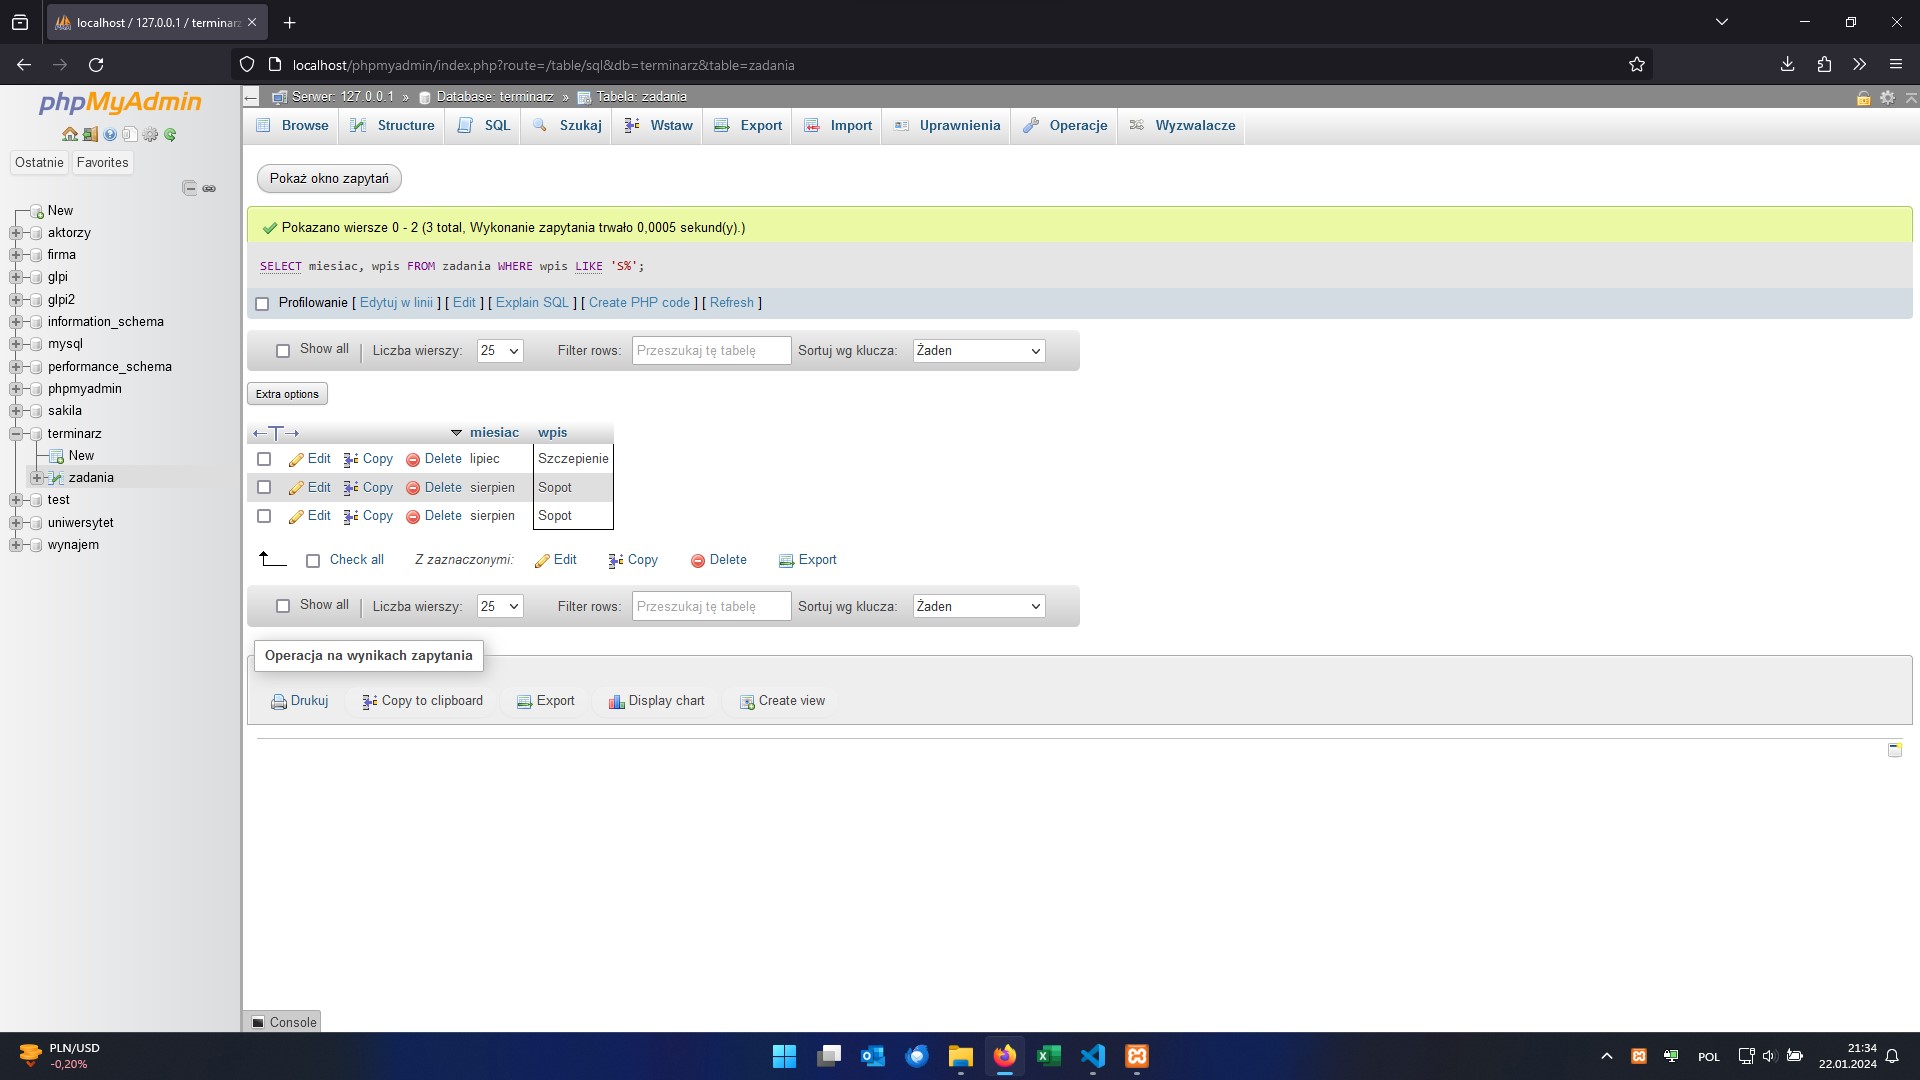 localhost / 127.0.0.1 / terminarz
localhost/phpmyadmin/index.php?route=/table/sql&db=terminarz&table=zadania
phpMyAdmin
Ostatnie Favorites
New
aktorzy
firma
glpi
glpi2
information_schema
mysql
performance_schema
phpmyadmin
sakila
terminarz
New
zadania
test
uniwersytet
wynajem
Serwer: 127.0.0.1 » Database: terminarz » Tabela: zadania
Browse Structure SQL Szukaj Wstaw Export Import Uprawnienia Operacje Wyzwalacze
Pokaż okno zapytań
Pokazano wiersze 0 - 2 (3 total, Wykonanie zapytania trwało 0,0005 sekund(y).)
SELECT miesiac, wpis FROM zadania WHERE wpis LIKE 'S%';
Profilowanie [ Edytuj w linii ] [ Edit ] [ Explain SQL ] [ Create PHP code ] [ Refresh ]
Show all | Liczba wierszy: 25 Filter rows: Przeszukaj tę tabelę Sortuj wg klucza: Żaden
Extra options
←T→ miesiac wpis
Edit Copy Delete lipiec Szczepienie
Edit Copy Delete sierpien Sopot
Edit Copy Delete sierpien Sopot
Check all Z zaznaczonymi: Edit Copy Delete Export
Show all | Liczba wierszy: 25 Filter rows: Przeszukaj tę tabelę Sortuj wg klucza: Żaden
Operacja na wynikach zapytania
Drukuj Copy to clipboard Export Display chart Create view
Console
PLN/USD
-0,20%
POL
21:34
22.01.2024